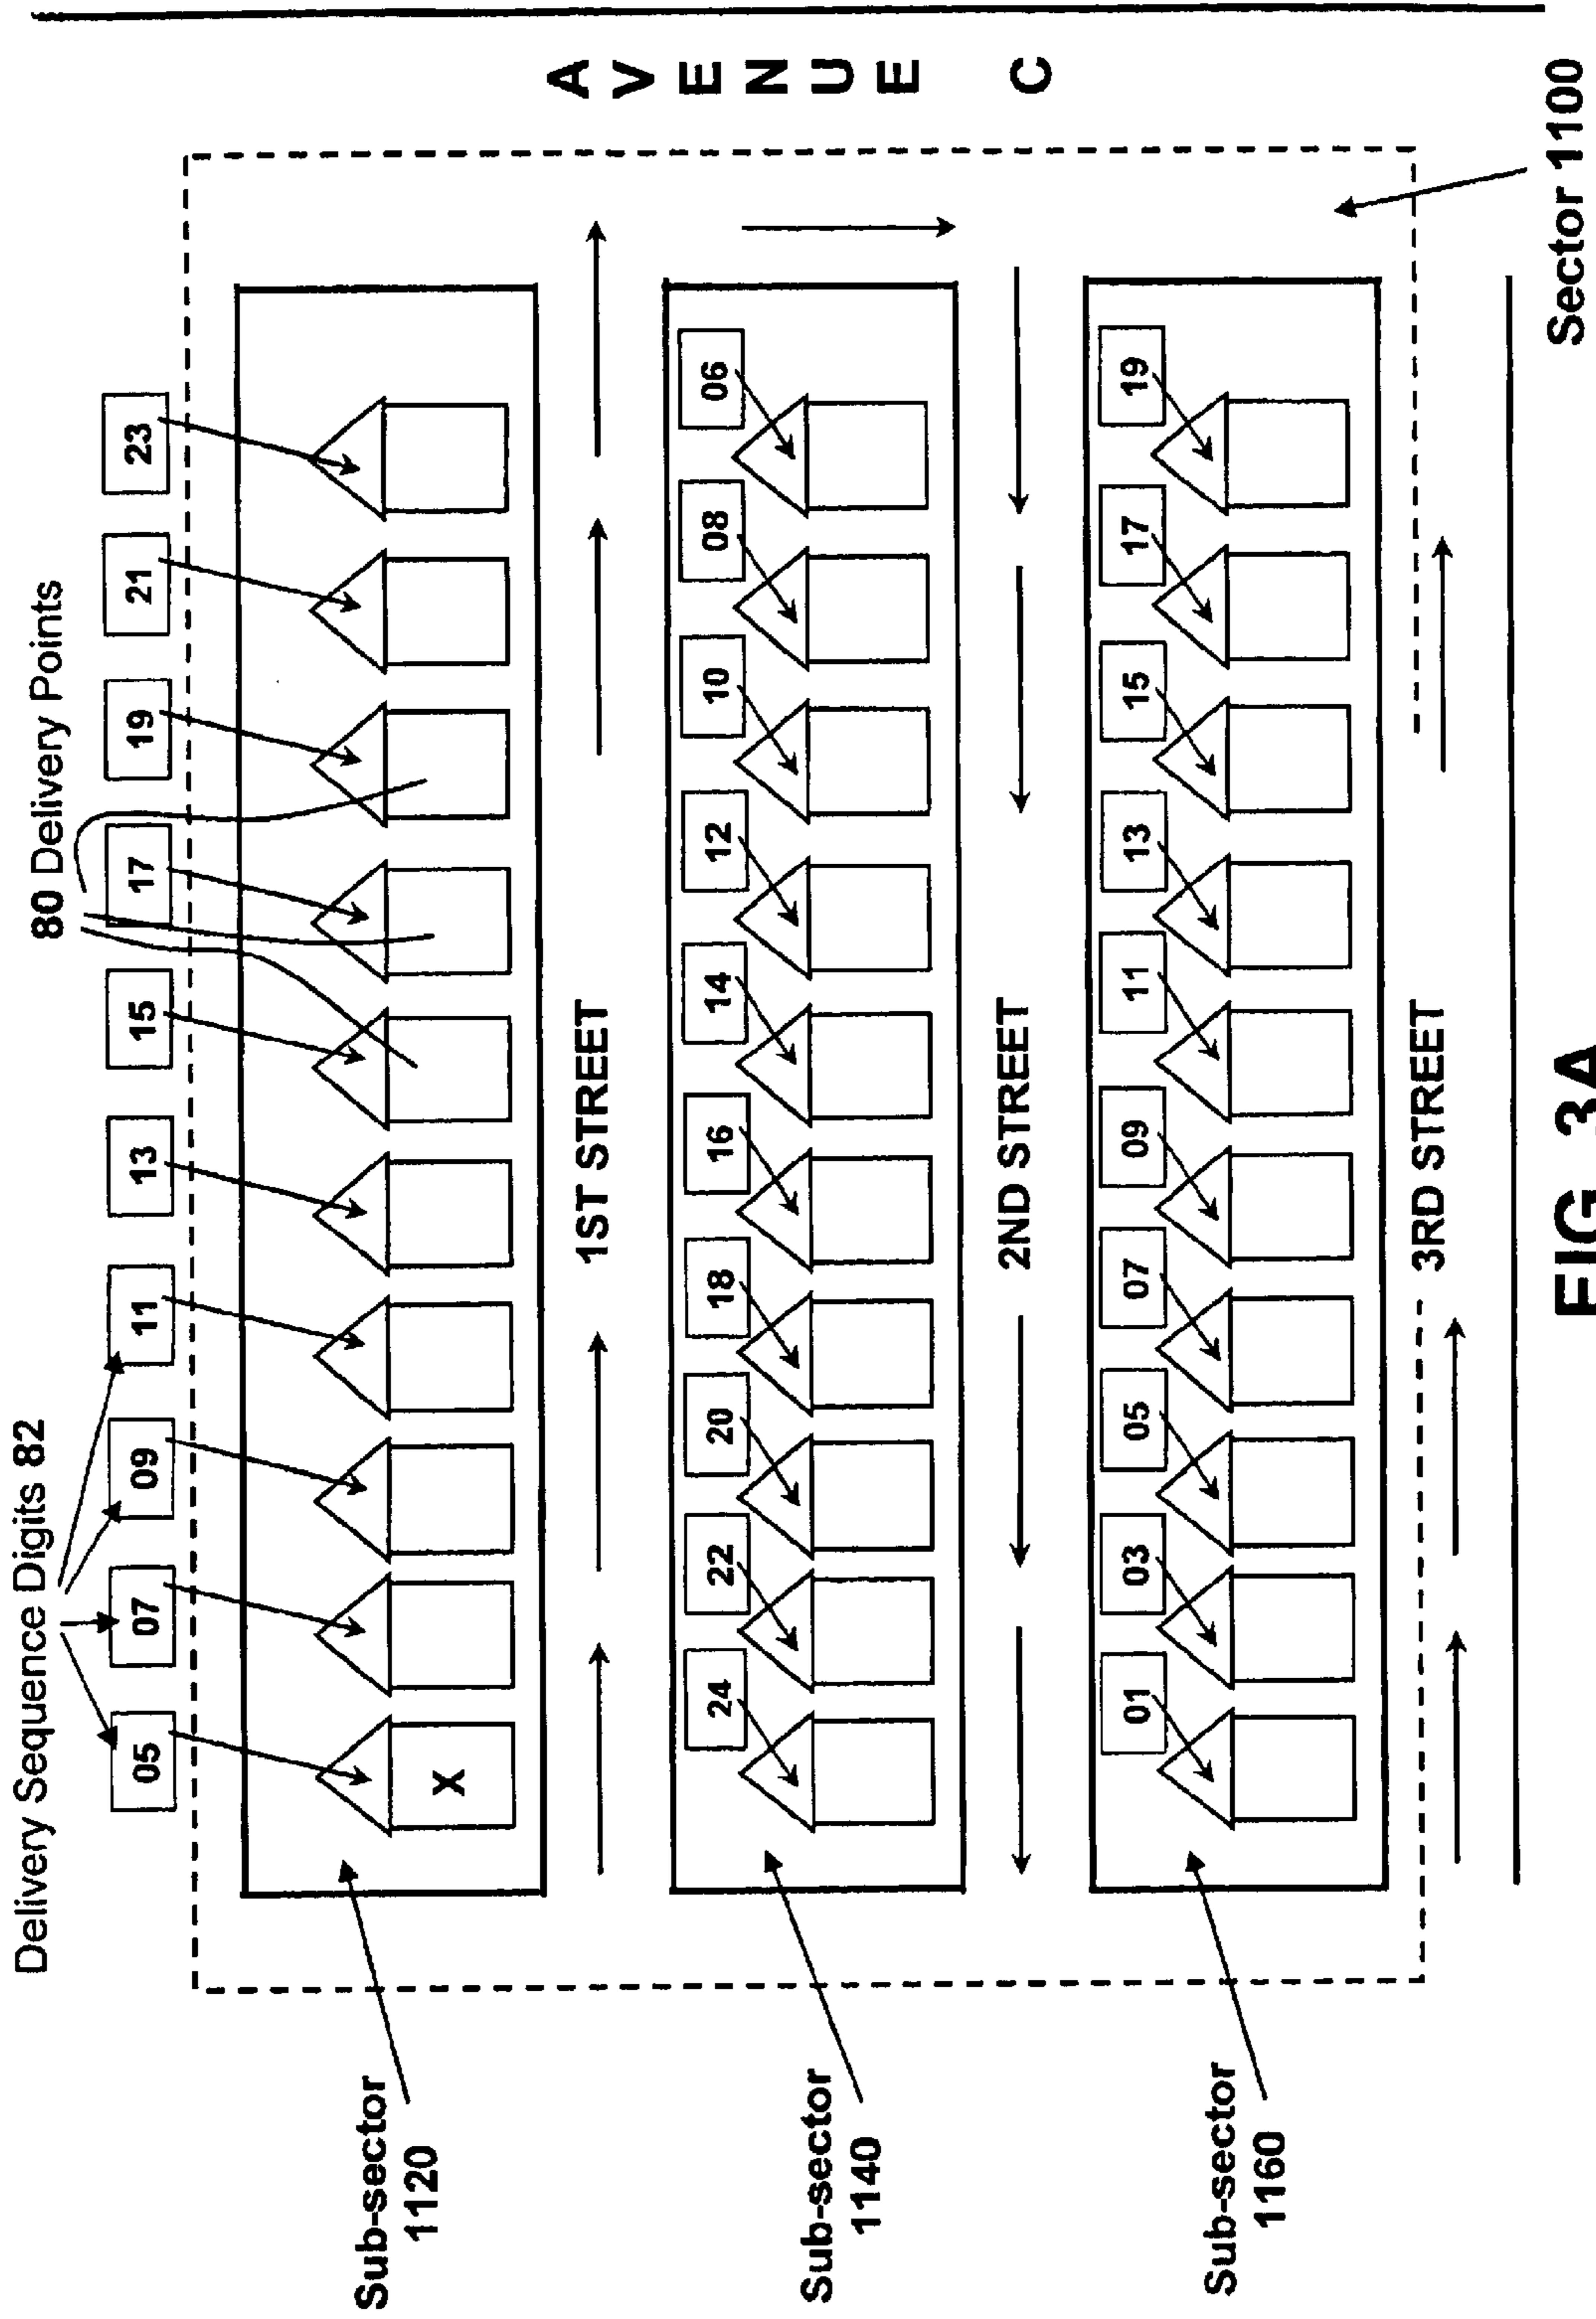 Delivery Sequence Digits 82
80 Delivery Points
05 07 09 11 13 15 17 19 21 23
X
Sub-sector
1120
1ST STREET
24 22 20 18 16 14 12 10 08 06
Sub-sector
1140
2ND STREET
01 03 05 07 09 11 13 15 17 19
Sub-sector
1160
3RD STREET
AVENUE C
Sector 1100
FIG 3A